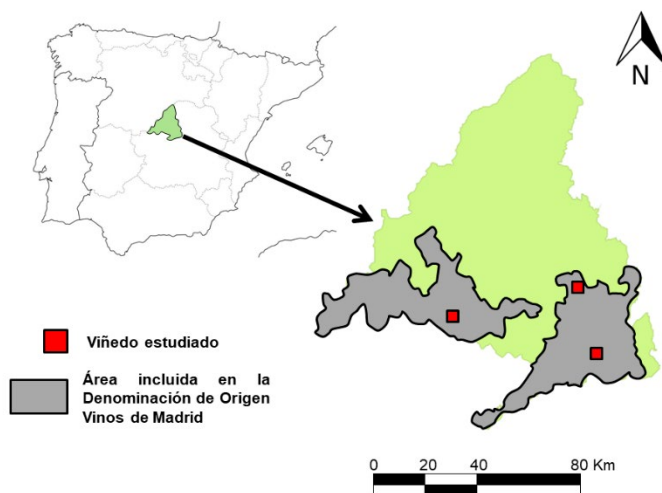 N
Viñedo estudiado
Área incluida en la
Denominación de Origen
Vinos de Madrid
0 20 40 80 Km